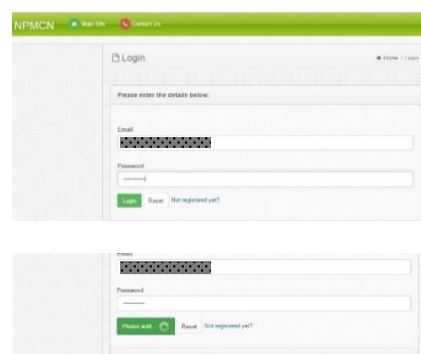 NPMCN Main Site Contact Us
Login
Home / Login
Please enter the details below:
Email
Password
Login Reset Not registered yet?
Email
Password
Please wait... Reset Not registered yet?